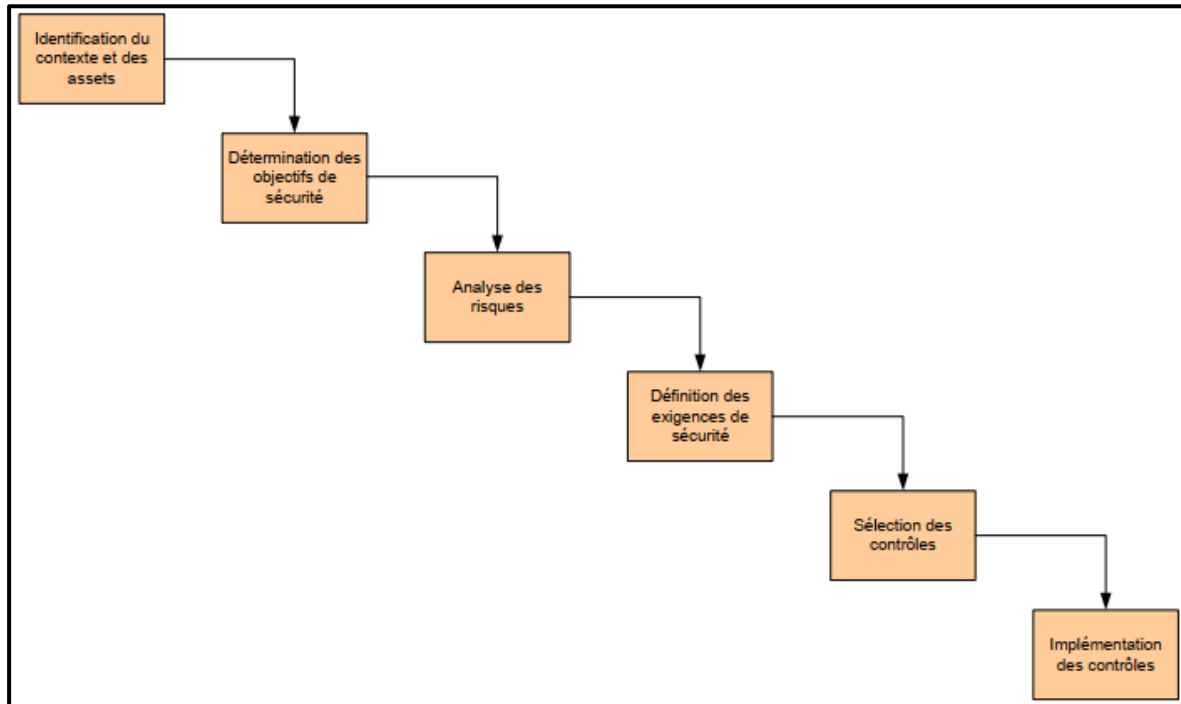 Identification du
contexte et des
assets
Détermination des
objectifs de
sécurité
Analyse des
risques
Définition des
exigences de
sécurité
Sélection des
contrôles
Implémentation
des contrôles